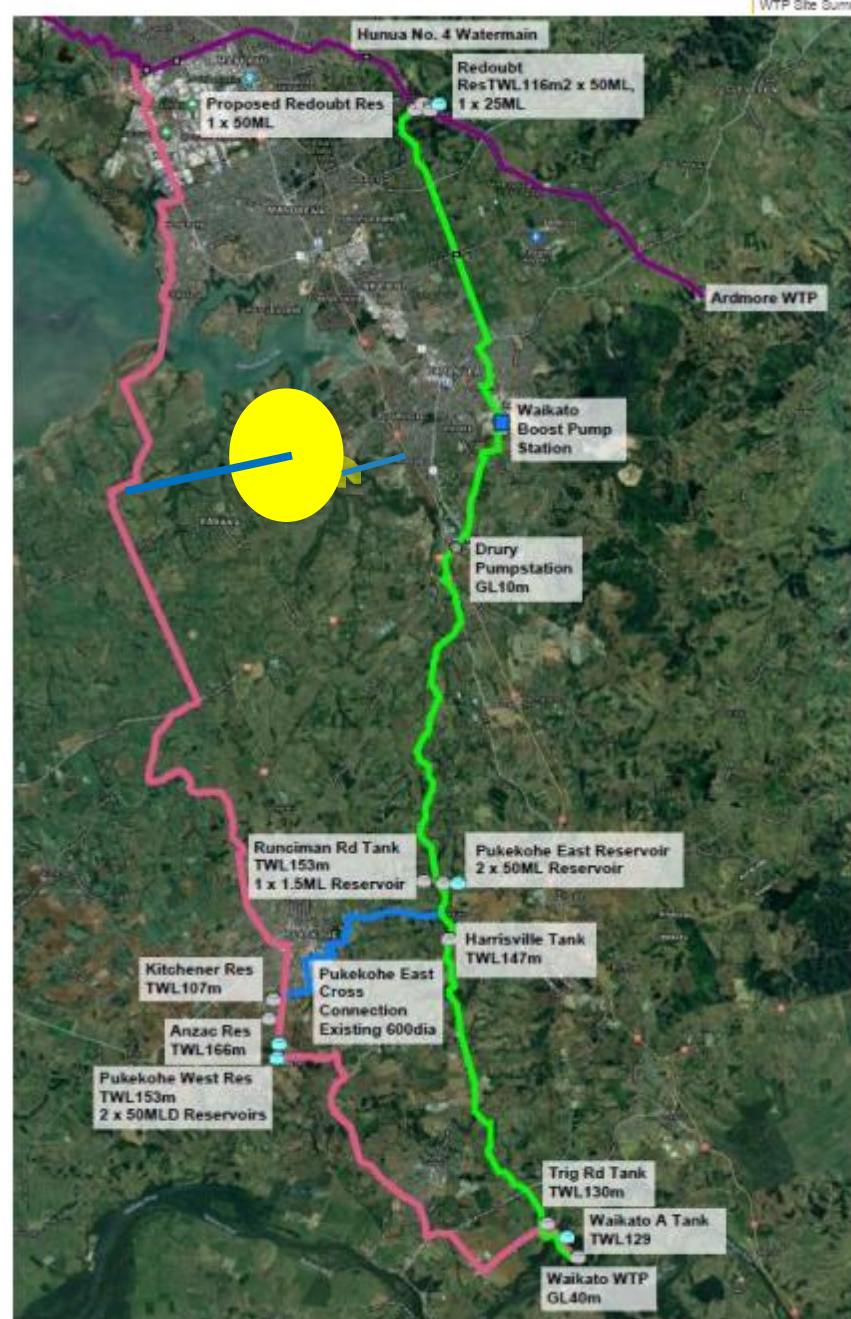 WTP Site Summ
Hunua No. 4 Watermain
Redoubt
ResTWL116m2 x 50ML,
1 x 25ML
Proposed Redoubt Res
1 x 50ML
Ardmore WTP
Waikato
Boost Pump
Station
Drury
Pumpstation
GL10m
Runciman Rd Tank
TWL153m
1 x 1.5ML Reservoir
Pukekohe East Reservoir
2 x 50ML Reservoir
Harrisville Tank
TWL147m
Kitchener Res
TWL107m
Pukekohe East
Cross
Connection
Existing 600dia
Anzac Res
TWL166m
Pukekohe West Res
TWL153m
2 x 50MLD Reservoirs
Trig Rd Tank
TWL130m
Waikato A Tank
TWL129
Waikato WTP
GL40m